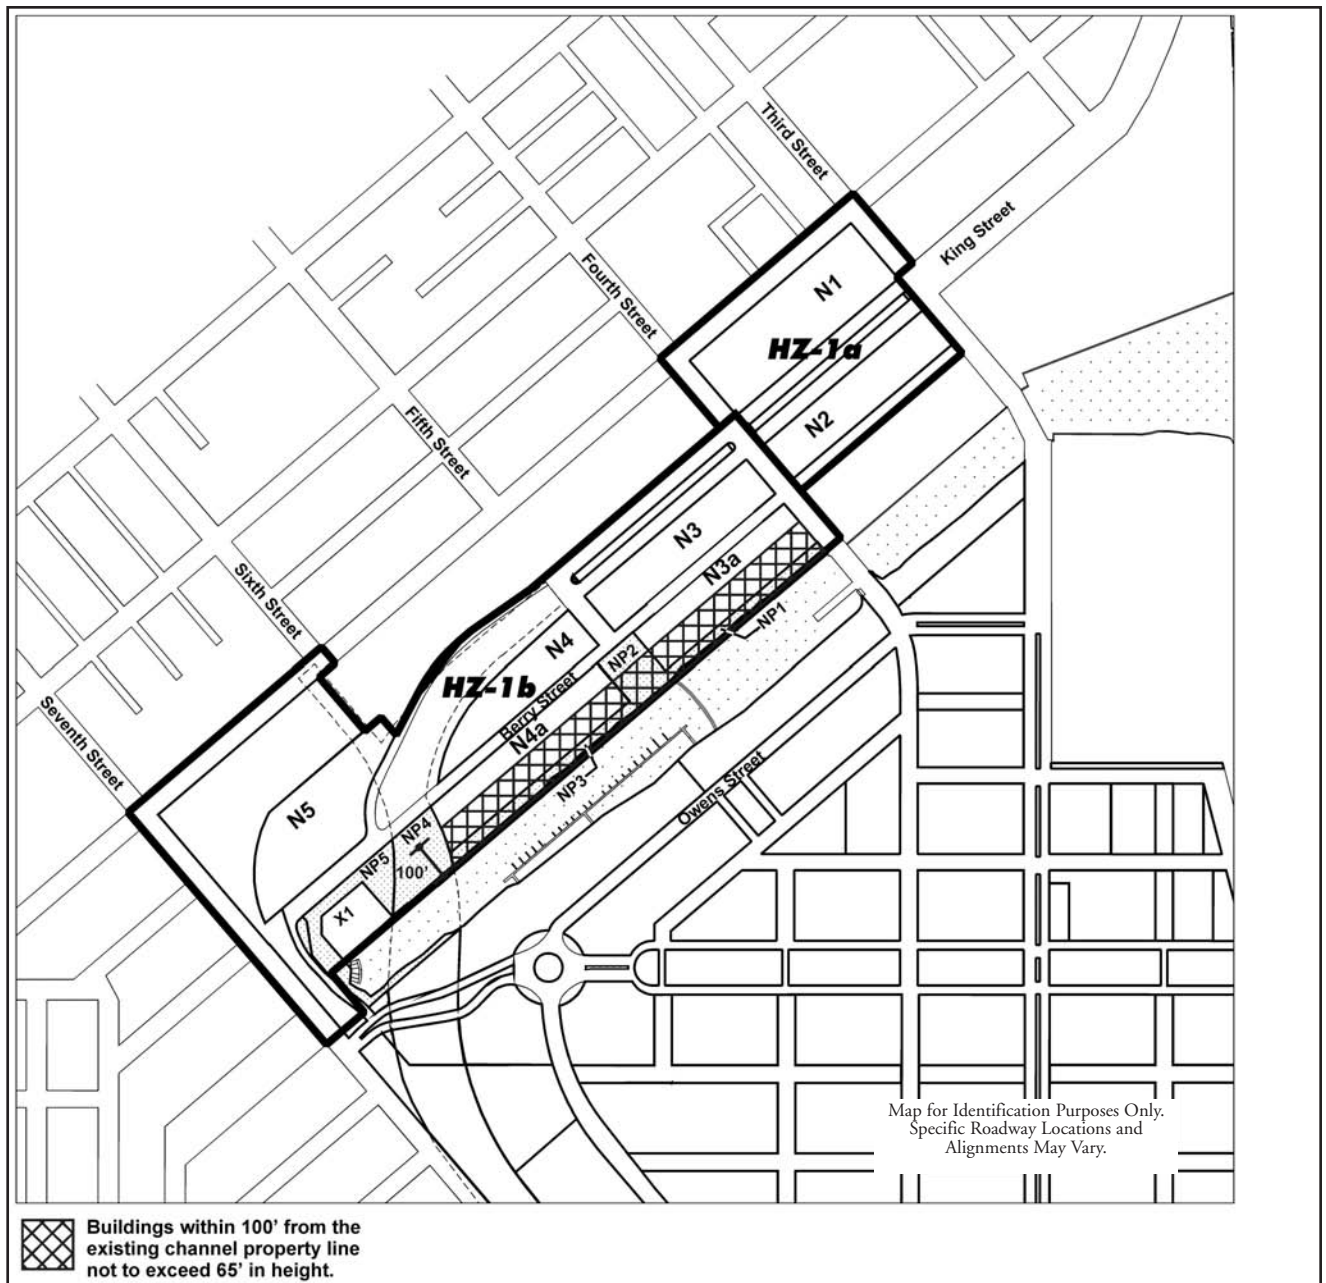 Third Street
King Street
N1
Fourth Street
HZ-1a
Fifth Street
N2
N3
Sixth Street
N3a
NP1
N4
NP2
HZ-1b
Berry Street
Seventh Street
N4a
NP3
Owens Street
N5
NP4
NP5
100'
X1
Map for Identification Purposes Only.
Specific Roadway Locations and
Alignments May Vary.
Buildings within 100' from the
existing channel property line
not to exceed 65' in height.